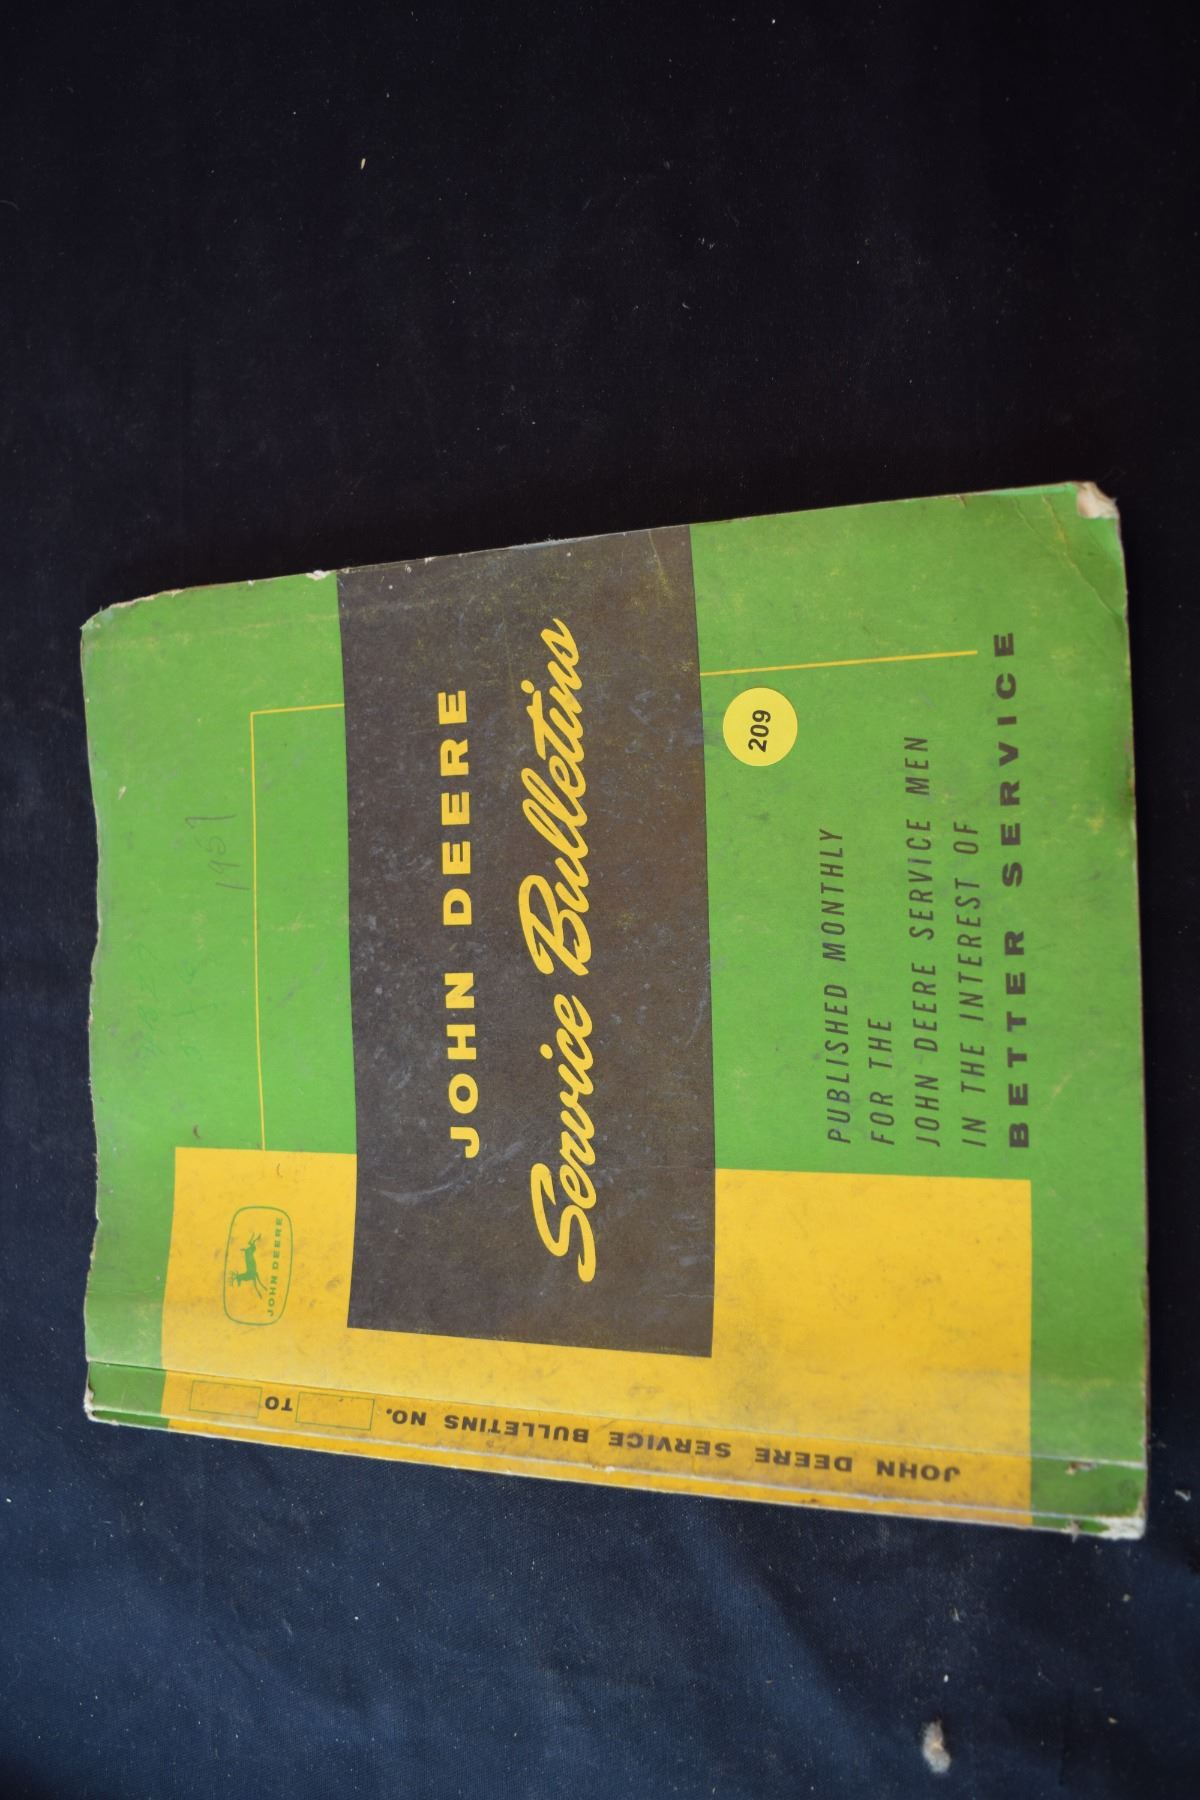 1957
JOHN DEERE
JOHN DEERE
Service Bulletins
209
PUBLISHED MONTHLY
FOR THE
JOHN DEERE SERVICE MEN
IN THE INTEREST OF
BETTER SERVICE
JOHN DEERE SERVICE BULLETINS NO. TO